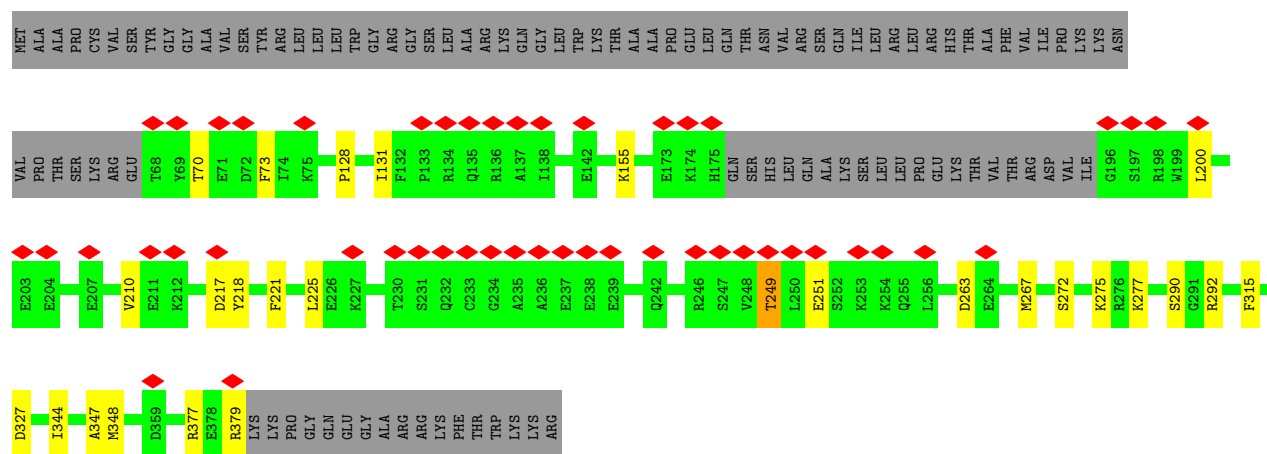 MET ALA ALA PRO CYS VAL SER TYR GLY GLY ALA VAL SER TYR ARG LEU LEU LEU TRP GLY ARG GLY SER LEU ALA ARG LYS GLN GLY LEU TRP LYS THR ALA ALA PRO GLU LEU GLN THR ASN VAL ARG SER GLN ILE LEU ARG LEU ARG HIS THR ALA PHE VAL ILE PRO LYS LYS ASN
VAL PRO THR SER LYS ARG GLU T68 Y69 T70 E71 D72 F73 I74 K75 P128 I131 F132 P133 R134 Q135 R136 A137 I138 E142 K155 E173 K174 H175 GLN SER HIS LEU GLN ALA LYS SER LEU LEU PRO GLU LYS THR VAL THR ARG ASP VAL ILE G196 S197 R198 W199 L200
E203 E204 E207 V210 E211 K212 D217 Y218 F221 L225 E226 K227 T230 S231 Q232 C233 G234 A235 A236 E237 E238 E239 Q242 R246 S247 V248 T249 L250 E251 S252 K253 K254 Q255 L256 D263 E264 M267 S272 K275 R276 K277 S290 G291 R292 F315
D327 I344 A347 M348 D359 R377 E378 R379 LYS LYS PRO GLY GLN GLU GLY ALA ARG ARG LYS PHE THR TRP LYS LYS ARG